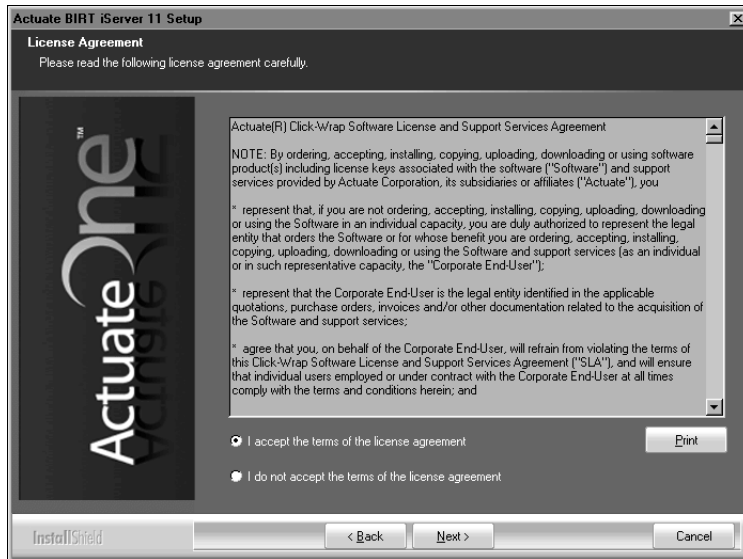 Actuate BIRT iServer 11 Setup
License Agreement
Please read the following license agreement carefully.
ActuateOne™
Actuate(R) Click-Wrap Software License and Support Services Agreement
NOTE: By ordering, accepting, installing, copying, uploading, downloading or using software
product(s) including license keys associated with the software ("Software") and support
services provided by Actuate Corporation, its subsidiaries or affiliates ("Actuate"), you
* represent that, if you are not ordering, accepting, installing, copying, uploading, downloading
or using the Software in an individual capacity, you are duly authorized to represent the legal
entity that orders the Software or for whose benefit you are ordering, accepting, installing,
copying, uploading, downloading or using the Software and support services (as an individual
or in such representative capacity, the "Corporate End-User");
* represent that the Corporate End-User is the legal entity identified in the applicable
quotations, purchase orders, invoices and/or other documentation related to the acquisition of
the Software and support services;
* agree that you, on behalf of the Corporate End-User, will refrain from violating the terms of
this Click-Wrap Software License and Support Services Agreement ("SLA"), and will ensure
that individual users employed or under contract with the Corporate End-User at all times
comply with the terms and conditions herein; and
I accept the terms of the license agreement
Print
I do not accept the terms of the license agreement
InstallShield
< Back
Next >
Cancel